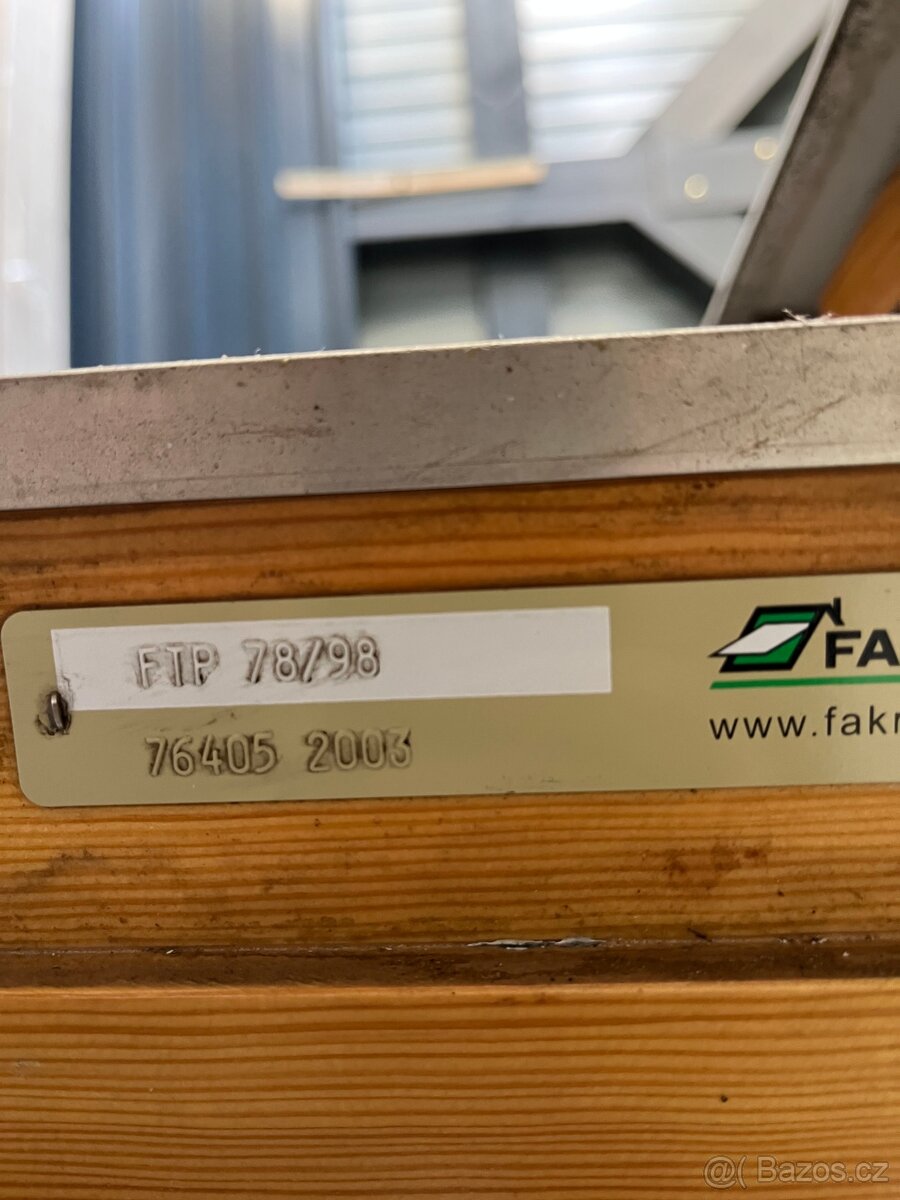 FTP 78/98
76405 2003
FA
www.fakr
@( Bazos.cz